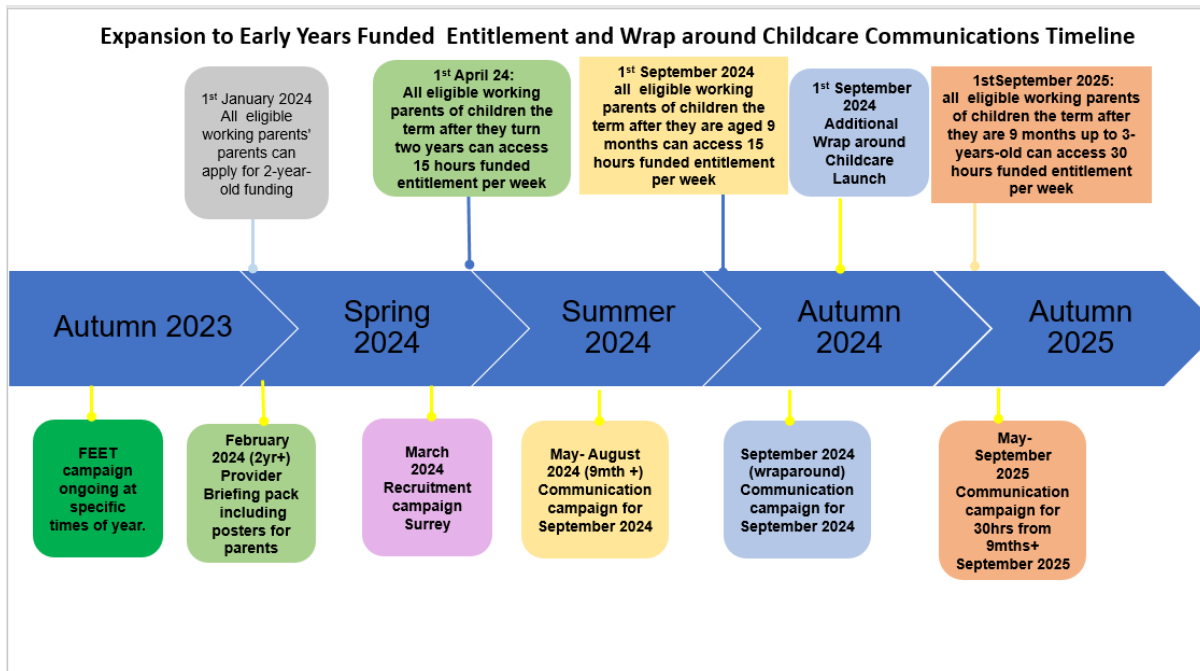 Expansion to Early Years Funded Entitlement and Wrap around Childcare Communications Timeline
1st January 2024
All eligible
working parents'
parents can
apply for 2-year-
old funding
1st April 24:
All eligible working
parents of children the
term after they turn
two years can access
15 hours funded
entitlement per week
1st September 2024
all eligible working
parents of children the
term after they are aged 9
months can access 15
hours funded entitlement
per week
1st September
2024
Additional
Wrap around
Childcare
Launch
1stSeptember 2025:
all eligible working parents
of children the term after
they are 9 months up to 3-
years-old can access 30
hours funded entitlement
per week
Autumn 2023
Spring
2024
Summer
2024
Autumn
2024
Autumn
2025
FEET
campaign
ongoing at
specific
times of year.
February
2024 (2yr+)
Provider
Briefing pack
including
posters for
parents
March
2024
Recruitment
campaign
Surrey
May- August
2024 (9mth +)
Communication
campaign for
September 2024
September 2024
(wraparound)
Communication
campaign for
September 2024
May-
September
2025
Communication
campaign for
30hrs from
9mths+
September 2025